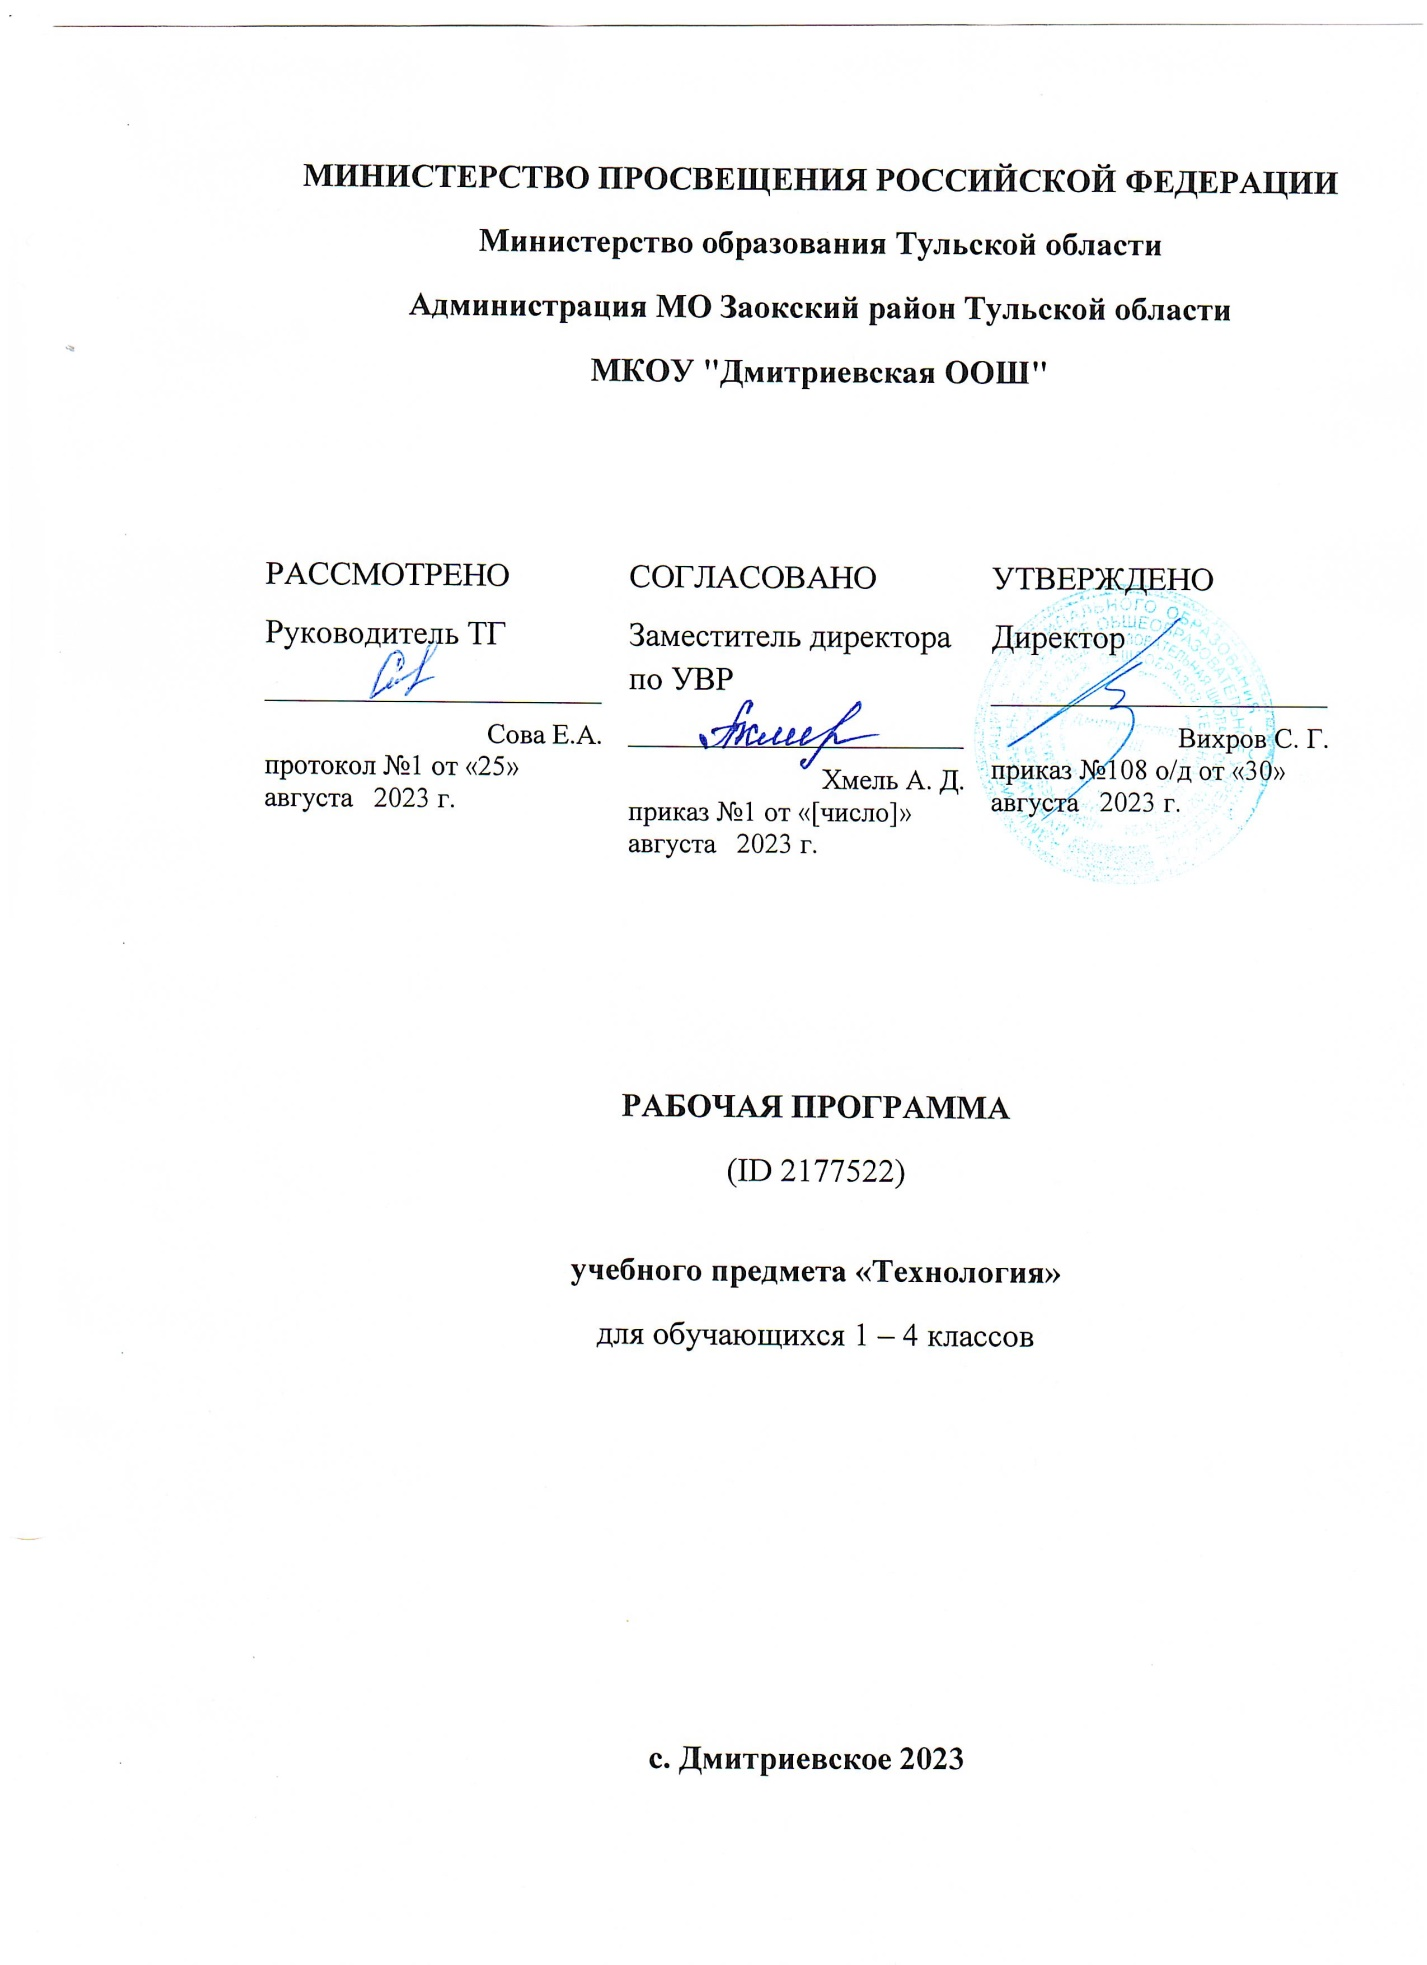 МИНИСТЕРСТВО ПРОСВЕЩЕНИЯ РОССИЙСКОЙ ФЕДЕРАЦИИ
Министерство образования Тульской области
Администрация МО Заокский район Тульской области
МКОУ "Дмитриевская ООШ"
РАССМОТРЕНО
Руководитель ТГ
Сова Е.А.
протокол №1 от «25»
августа 2023 г.
СОГЛАСОВАНО
Заместитель директора
по УВР
Хмель А. Д.
приказ №1 от «[число]»
августа 2023 г.
УТВЕРЖДЕНО
Директор
Вихров С. Г.
приказ №108 о/д от «30»
августа 2023 г.
РАБОЧАЯ ПРОГРАММА
(ID 2177522)
учебного предмета «Технология»
для обучающихся 1 – 4 классов
с. Дмитриевское 2023